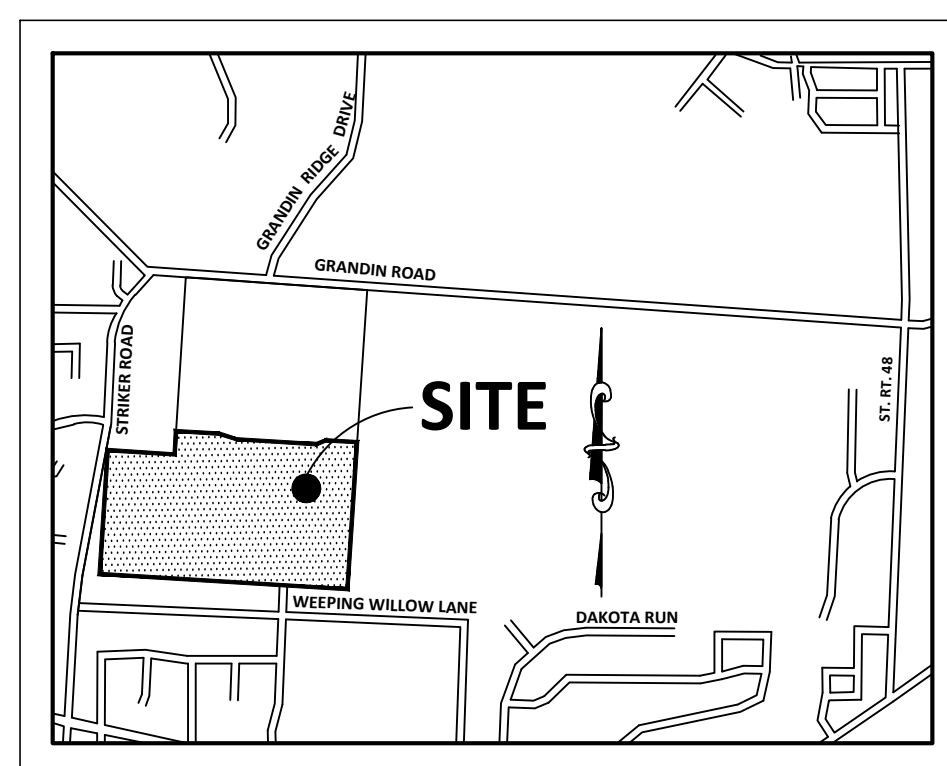 GRANDIN RIDGE DRIVE
GRANDIN ROAD
STRIKER ROAD
SITE
ST. RT. 48
WEEPING WILLOW LANE
DAKOTA RUN